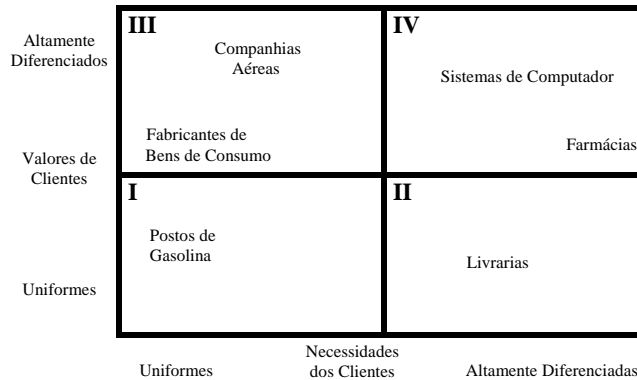 Altamente
Diferenciados
III
Companhias
Aéreas
IV
Sistemas de Computador
Fabricantes de
Bens de Consumo
Farmácias
Valores de
Clientes
I
Postos de
Gasolina
II
Livrarias
Uniformes
Uniformes
Necessidades
dos Clientes
Altamente Diferenciadas